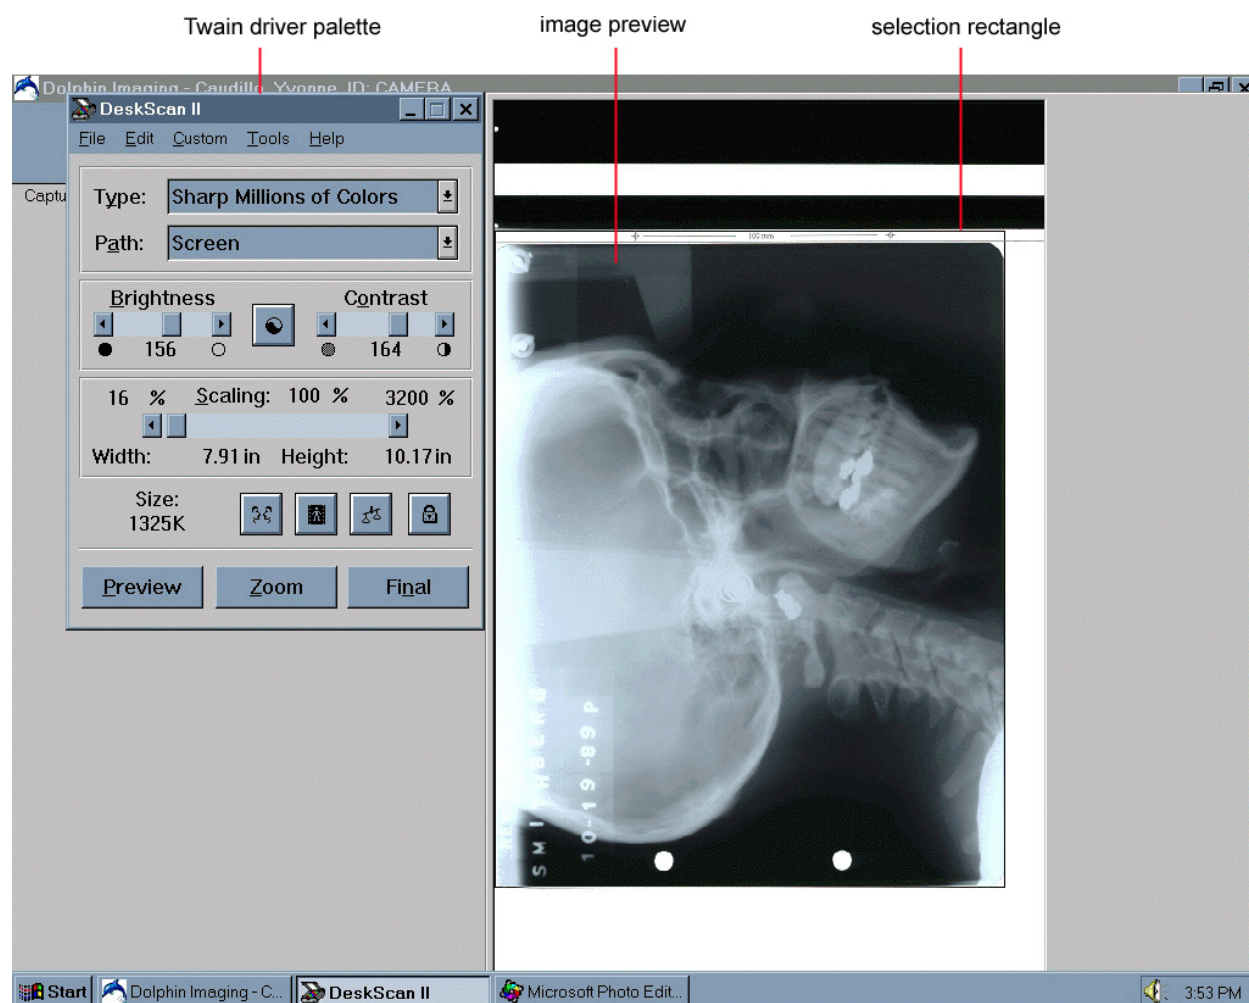 Twain driver palette
image preview
selection rectangle
Dolphin Imaging - Caudillo, Yvonne ID: CAMERA
DeskScan II
File Edit Custom Tools Help
Captu
Type: Sharp Millions of Colors
Path: Screen
Brightness Contrast
156 164
16 % Scaling: 100 % 3200 %
Width: 7.91 in Height: 10.17 in
Size:
1325K
Preview Zoom Final
100 mm
SMITHBERG
10-19-89P
Start Dolphin Imaging - C... DeskScan II Microsoft Photo Edit... 3:53 PM